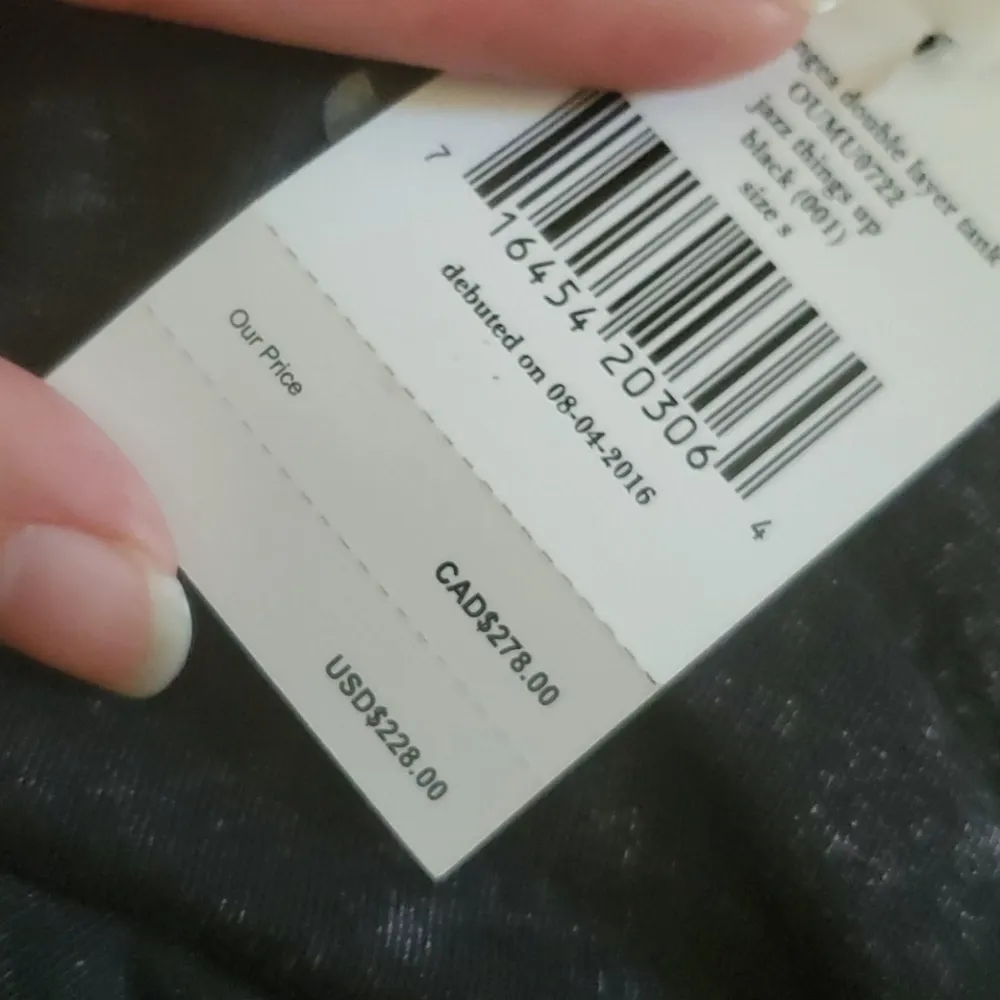 double layer tank
OUMU0722
jazz things up
black (001)
size s
7 16454 20306 4
debuted on 08-04-2016
Our Price
CAD$278.00
USD$228.00